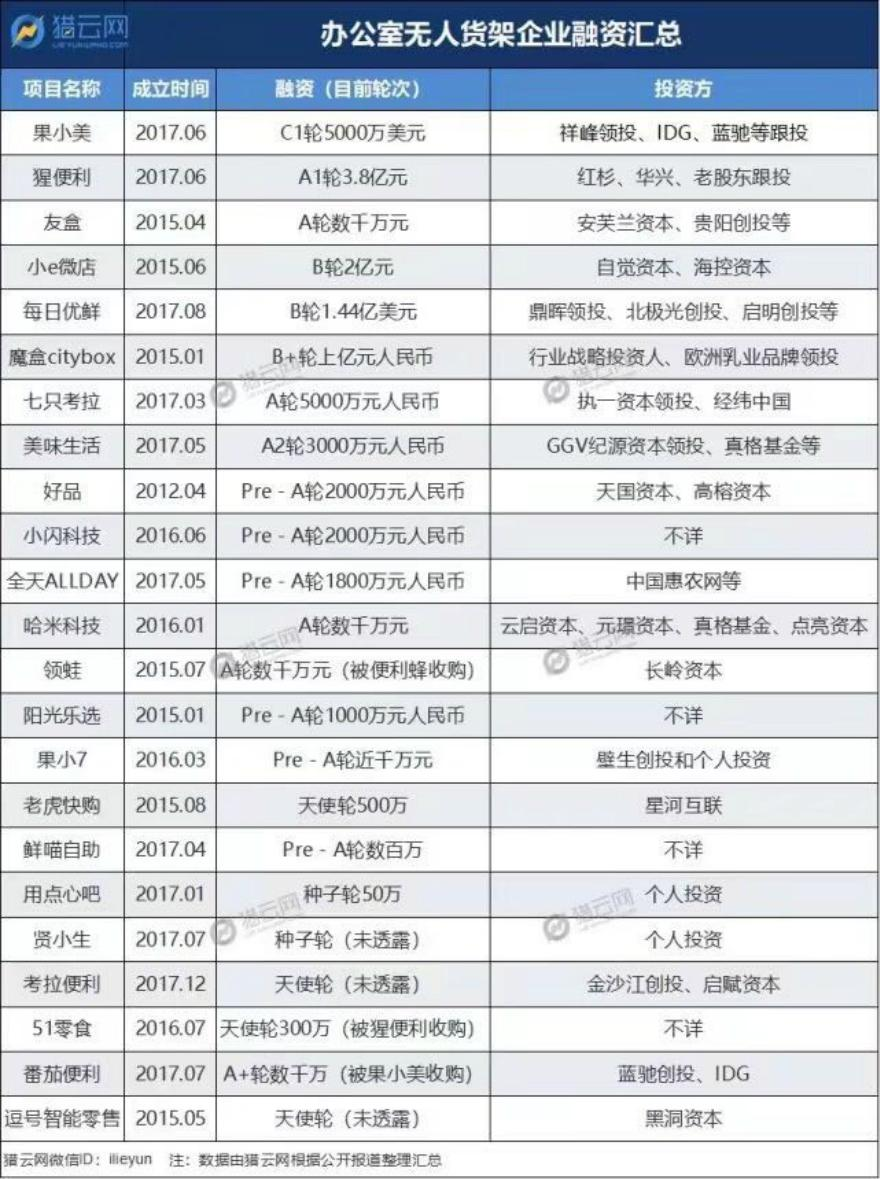 猎云网
LIEYUNWANG.COM
办公室无人货架企业融资汇总
项目名称 成立时间 融资（目前轮次） 投资方
果小美 2017.06 C1轮5000万美元 祥峰领投、IDG、蓝驰等跟投
猩便利 2017.06 A1轮3.8亿元 红杉、华兴、老股东跟投
友盒 2015.04 A轮数千万元 安芙兰资本、贵阳创投等
小e微店 2015.06 B轮2亿元 自觉资本、海控资本
每日优鲜 2017.08 B轮1.44亿美元 鼎晖领投、北极光创投、启明创投等
魔盒citybox 2015.01 B+轮上亿元人民币 行业战略投资人、欧洲乳业品牌领投
七只考拉 2017.03 A轮5000万元人民币 执一资本领投、经纬中国
美味生活 2017.05 A2轮3000万元人民币 GGV纪源资本领投、真格基金等
好品 2012.04 Pre - A轮2000万元人民币 天国资本、高榕资本
小闪科技 2016.06 Pre - A轮2000万元人民币 不详
全天ALLDAY 2017.05 Pre - A轮1800万元人民币 中国惠农网等
哈米科技 2016.01 A轮数千万元 云启资本、元璟资本、真格基金、点亮资本
领蛙 2015.07 A轮数千万元（被便利蜂收购） 长岭资本
阳光乐选 2015.01 Pre - A轮1000万元人民币 不详
果小7 2016.03 Pre - A轮近千万元 壁生创投和个人投资
老虎快购 2015.08 天使轮500万 星河互联
鲜喵自助 2017.04 Pre - A轮数百万 不详
用点心吧 2017.01 种子轮50万 个人投资
贤小生 2017.07 种子轮（未透露） 个人投资
考拉便利 2017.12 天使轮（未透露） 金沙江创投、启赋资本
51零食 2016.07 天使轮300万（被猩便利收购） 不详
番茄便利 2017.07 A+轮数千万（被果小美收购） 蓝驰创投、IDG
逗号智能零售 2015.05 天使轮（未透露） 黑洞资本
猎云网微信ID：ilieyun 注：数据由猎云网根据公开报道整理汇总